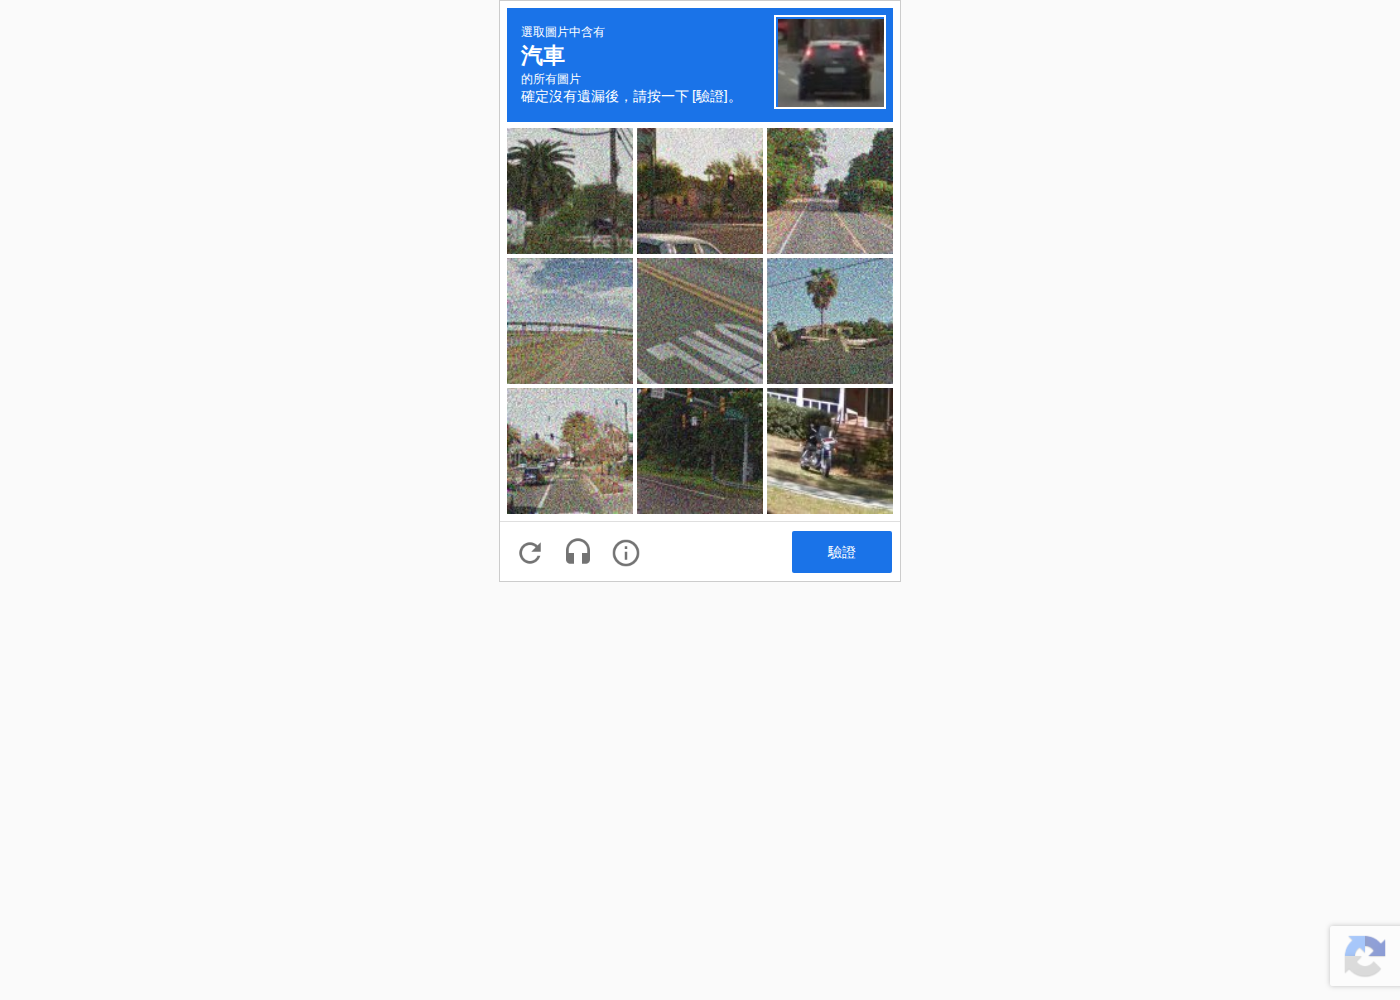 選取圖片中含有
汽車
的所有圖片
確定沒有遺漏後，請按一下 [驗證]。
驗證